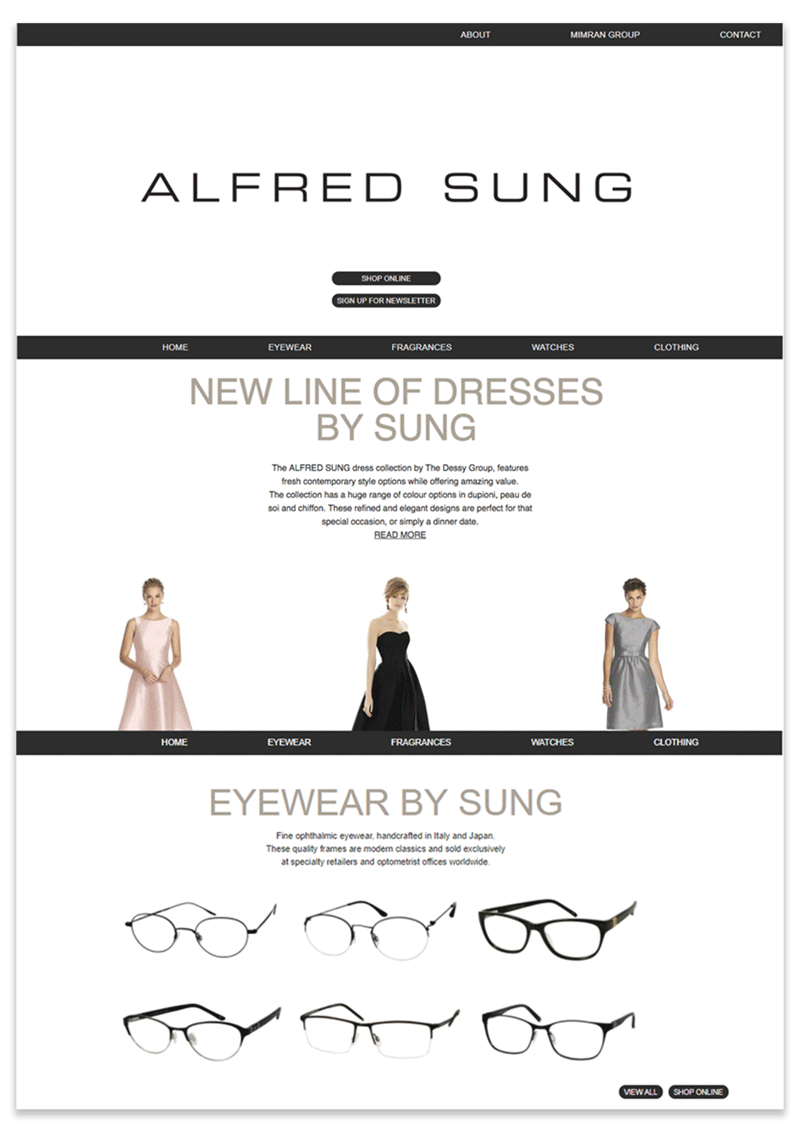 ABOUT MIMRAN GROUP CONTACT
ALFRED SUNG
SHOP ONLINE
SIGN UP FOR NEWSLETTER
HOME EYEWEAR FRAGRANCES WATCHES CLOTHING
NEW LINE OF DRESSES
BY SUNG
The ALFRED SUNG dress collection by The Dessy Group, features
fresh contemporary style options while offering amazing value.
The collection has a huge range of colour options in dupioni, peau de
soi and chiffon. These refined and elegant designs are perfect for that
special occasion, or simply a dinner date.
READ MORE
HOME EYEWEAR FRAGRANCES WATCHES CLOTHING
EYEWEAR BY SUNG
Fine ophthalmic eyewear, handcrafted in Italy and Japan.
These quality frames are modern classics and sold exclusively
at specialty retailers and optometrist offices worldwide.
VIEW ALL SHOP ONLINE